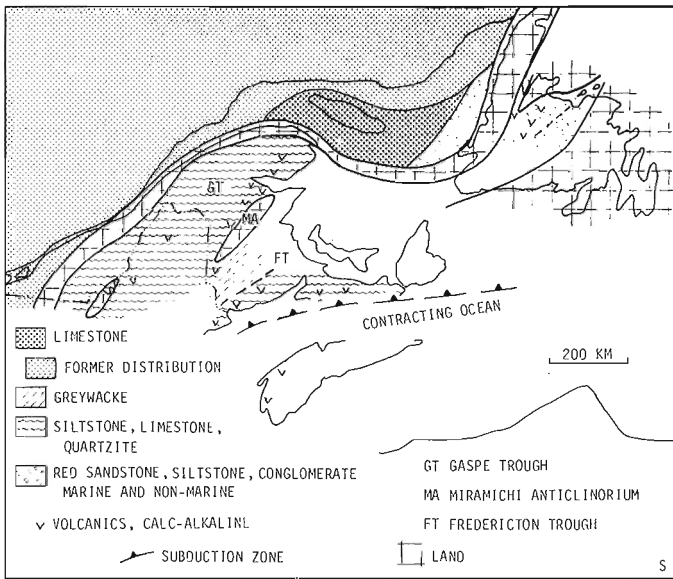 GT
MA
FT
CONTRACTING OCEAN
LIMESTONE
200 KM
FORMER DISTRIBUTION
GREYWACKE
SILTSTONE, LIMESTONE,
QUARTZITE
RED SANDSTONE, SILTSTONE, CONGLOMERATE
MARINE AND NON-MARINE
GT GASPE TROUGH
MA MIRAMICHI ANTICLINORIUM
v VOLCANICS, CALC-ALKALINE
FT FREDERICTON TROUGH
SUBDUCTION ZONE
LAND
S